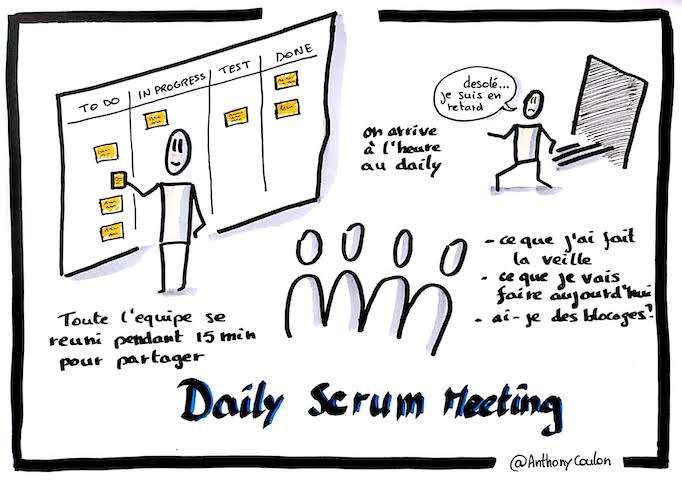 TO DO
IN PROGRESS
TEST
DONE
desolé...
je suis en
retard
on arrive
à l'heure
au daily
Toute l'equipe se
reuni pendant 15 min
pour partager
- ce que j'ai fait
la veille
- ce que je vais
faire aujourd'hui
- ai-je des blocages?
Daily Scrum Meeting
@AnthonyCoulon